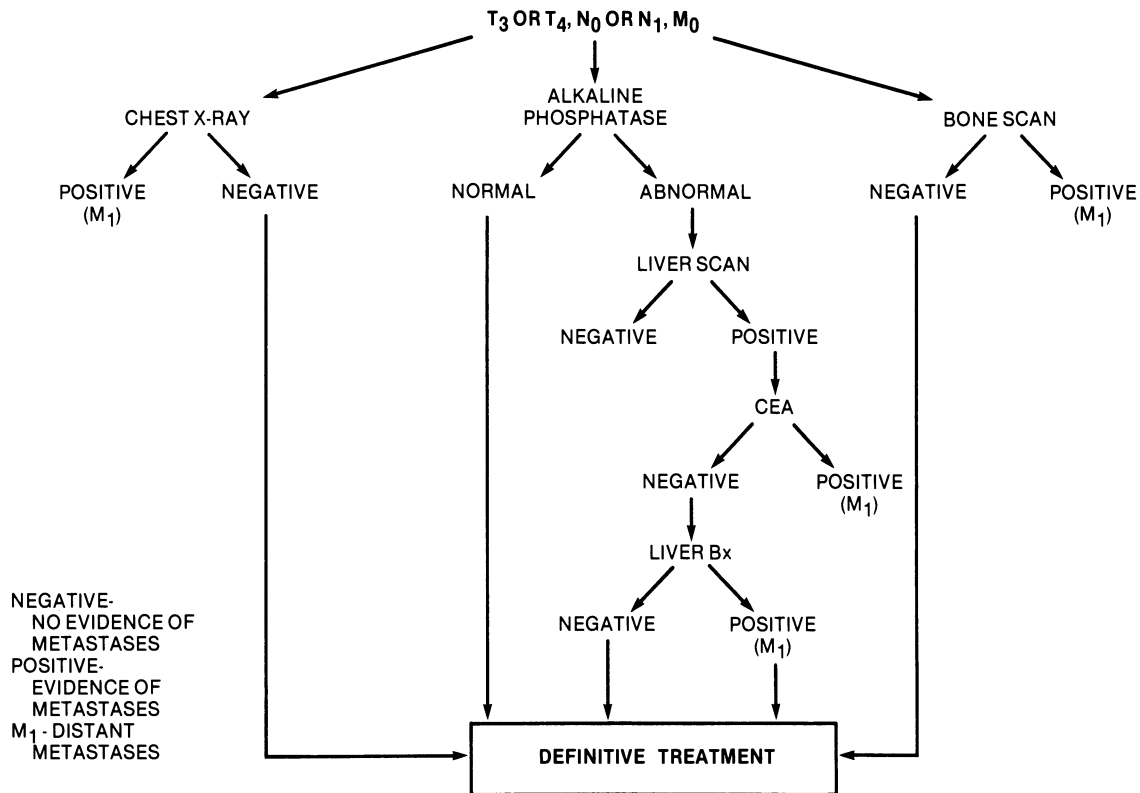 T3 OR T4, N0 OR N1, M0
CHEST X-RAY
ALKALINE
PHOSPHATASE
BONE SCAN
POSITIVE
(M1)
NEGATIVE
NORMAL
ABNORMAL
NEGATIVE
POSITIVE
(M1)
LIVER SCAN
NEGATIVE
POSITIVE
CEA
NEGATIVE
POSITIVE
(M1)
LIVER Bx
NEGATIVE
POSITIVE
(M1)
NEGATIVE-
NO EVIDENCE OF
METASTASES
POSITIVE-
EVIDENCE OF
METASTASES
M1 - DISTANT
METASTASES
DEFINITIVE TREATMENT